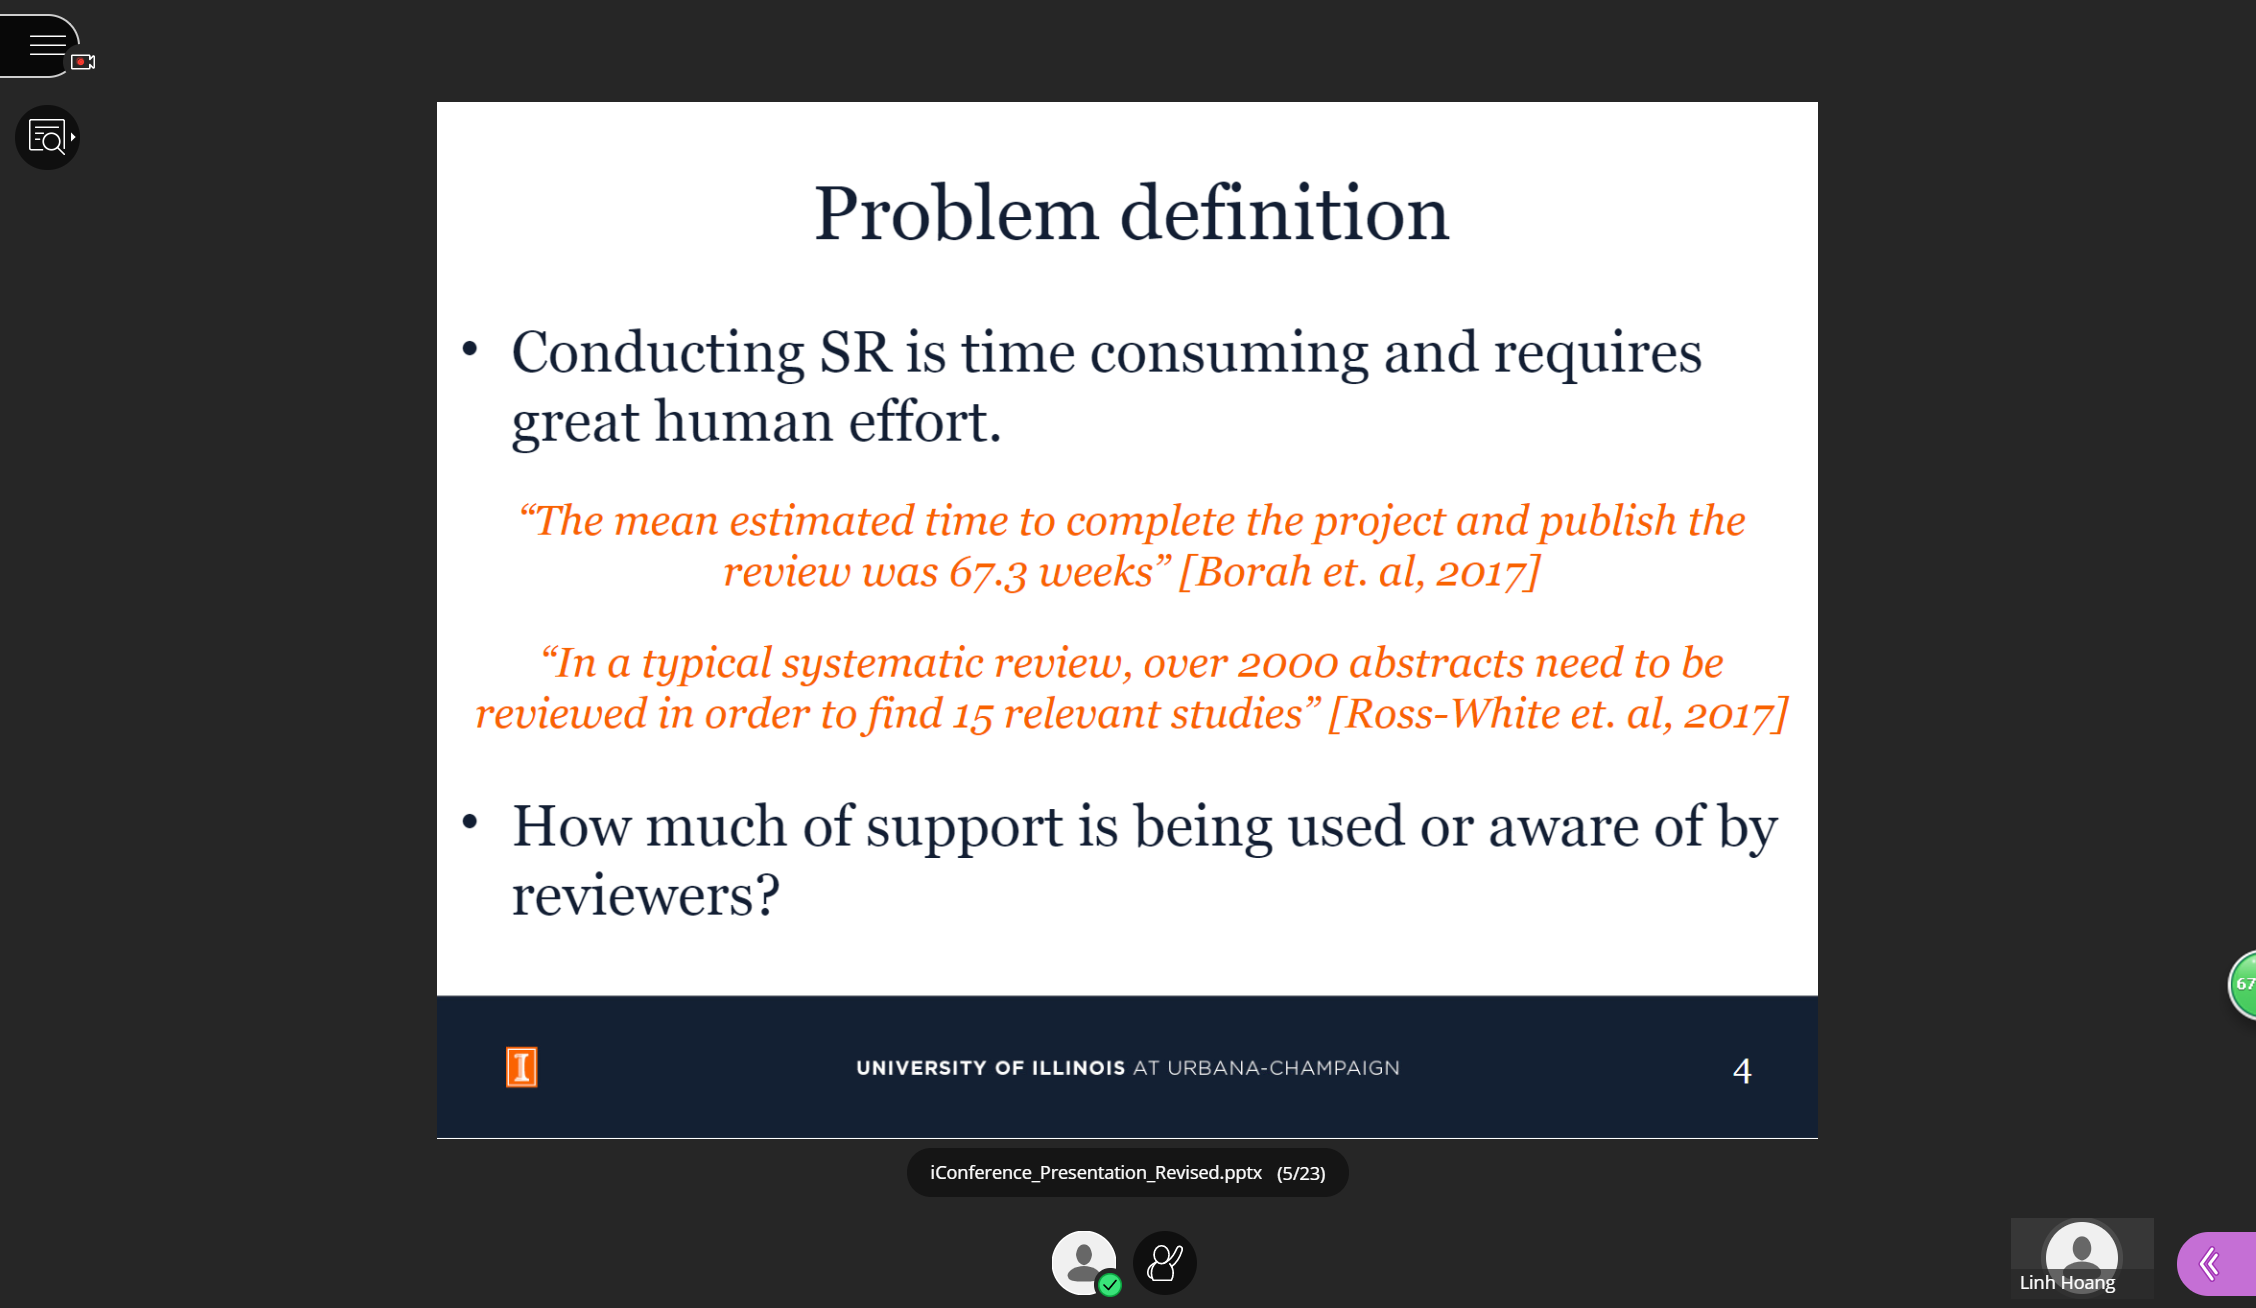 Problem definition
• Conducting SR is time consuming and requires
great human effort.
“The mean estimated time to complete the project and publish the
review was 67.3 weeks” [Borah et. al, 2017]
“In a typical systematic review, over 2000 abstracts need to be
reviewed in order to find 15 relevant studies” [Ross-White et. al, 2017]
• How much of support is being used or aware of by
reviewers?
67
I
UNIVERSITY OF ILLINOIS AT URBANA-CHAMPAIGN
4
iConference_Presentation_Revised.pptx (5/23)
Linh Hoang